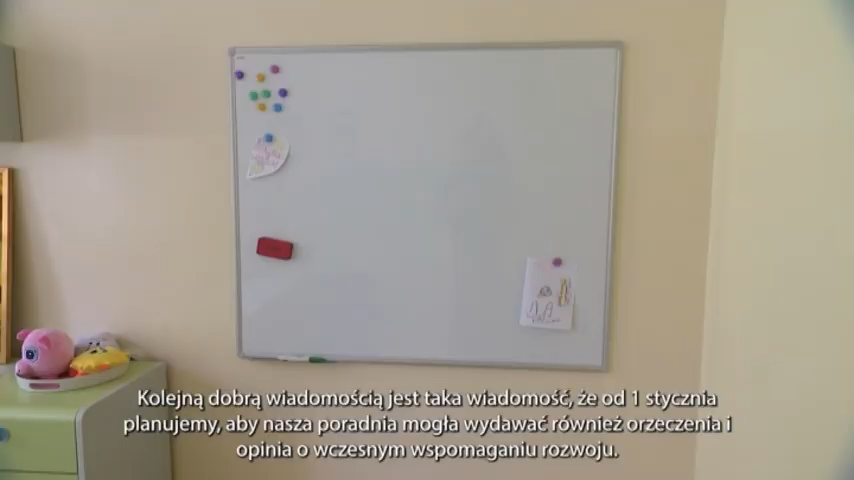 Kolejną dobrą wiadomością jest taka wiadomość, że od 1 stycznia
planujemy, aby nasza poradnia mogła wydawać również orzeczenia i
opinia o wczesnym wspomaganiu rozwoju.